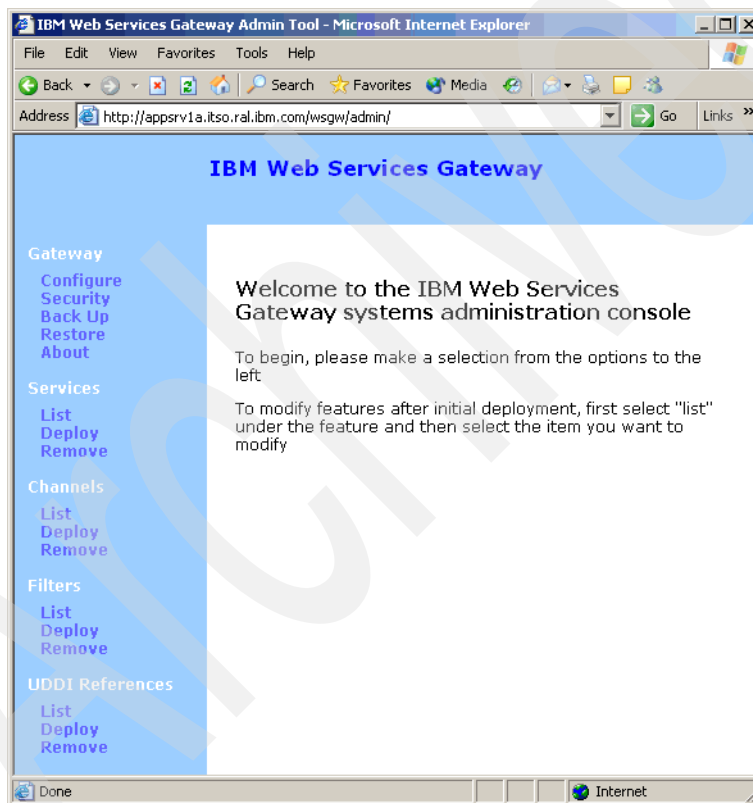 IBM Web Services Gateway Admin Tool - Microsoft Internet Explorer
File Edit View Favorites Tools Help
Back Search Favorites Media
Address http://appsrv1a.itso.ral.ibm.com/wsgw/admin/ Go Links »
IBM Web Services Gateway
Gateway
Configure
Security
Back Up
Restore
About
Services
List
Deploy
Remove
Channels
List
Deploy
Remove
Filters
List
Deploy
Remove
UDDI References
List
Deploy
Remove
Welcome to the IBM Web Services
Gateway systems administration console
To begin, please make a selection from the options to the
left
To modify features after initial deployment, first select "list"
under the feature and then select the item you want to
modify
Done Internet
Archive